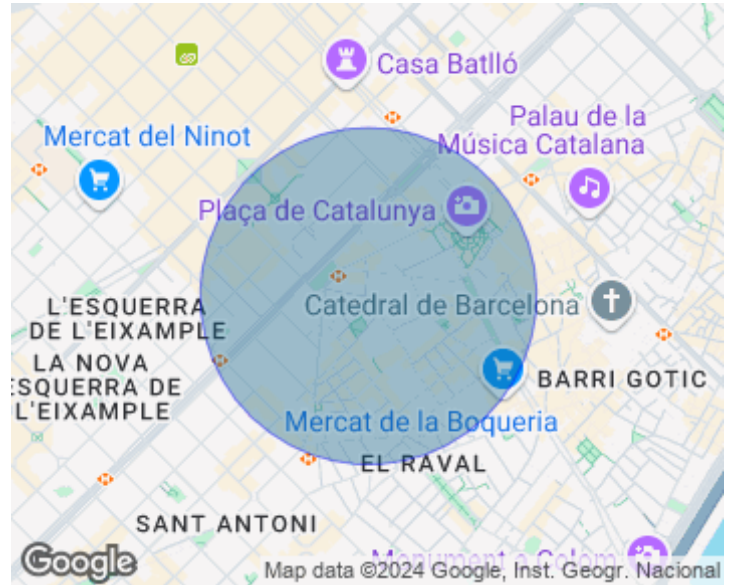 Casa Batlló
Palau de la
Música Catalana
Mercat del Ninot
Plaça de Catalunya
L'ESQUERRA
DE L'EIXAMPLE
Catedral de Barcelona
LA NOVA
ESQUERRA DE
L'EIXAMPLE
BARRI GOTIC
Mercat de la Boqueria
EL RAVAL
SANT ANTONI
Monument a Colom
Google
Map data ©2024 Google, Inst. Geogr. Nacional